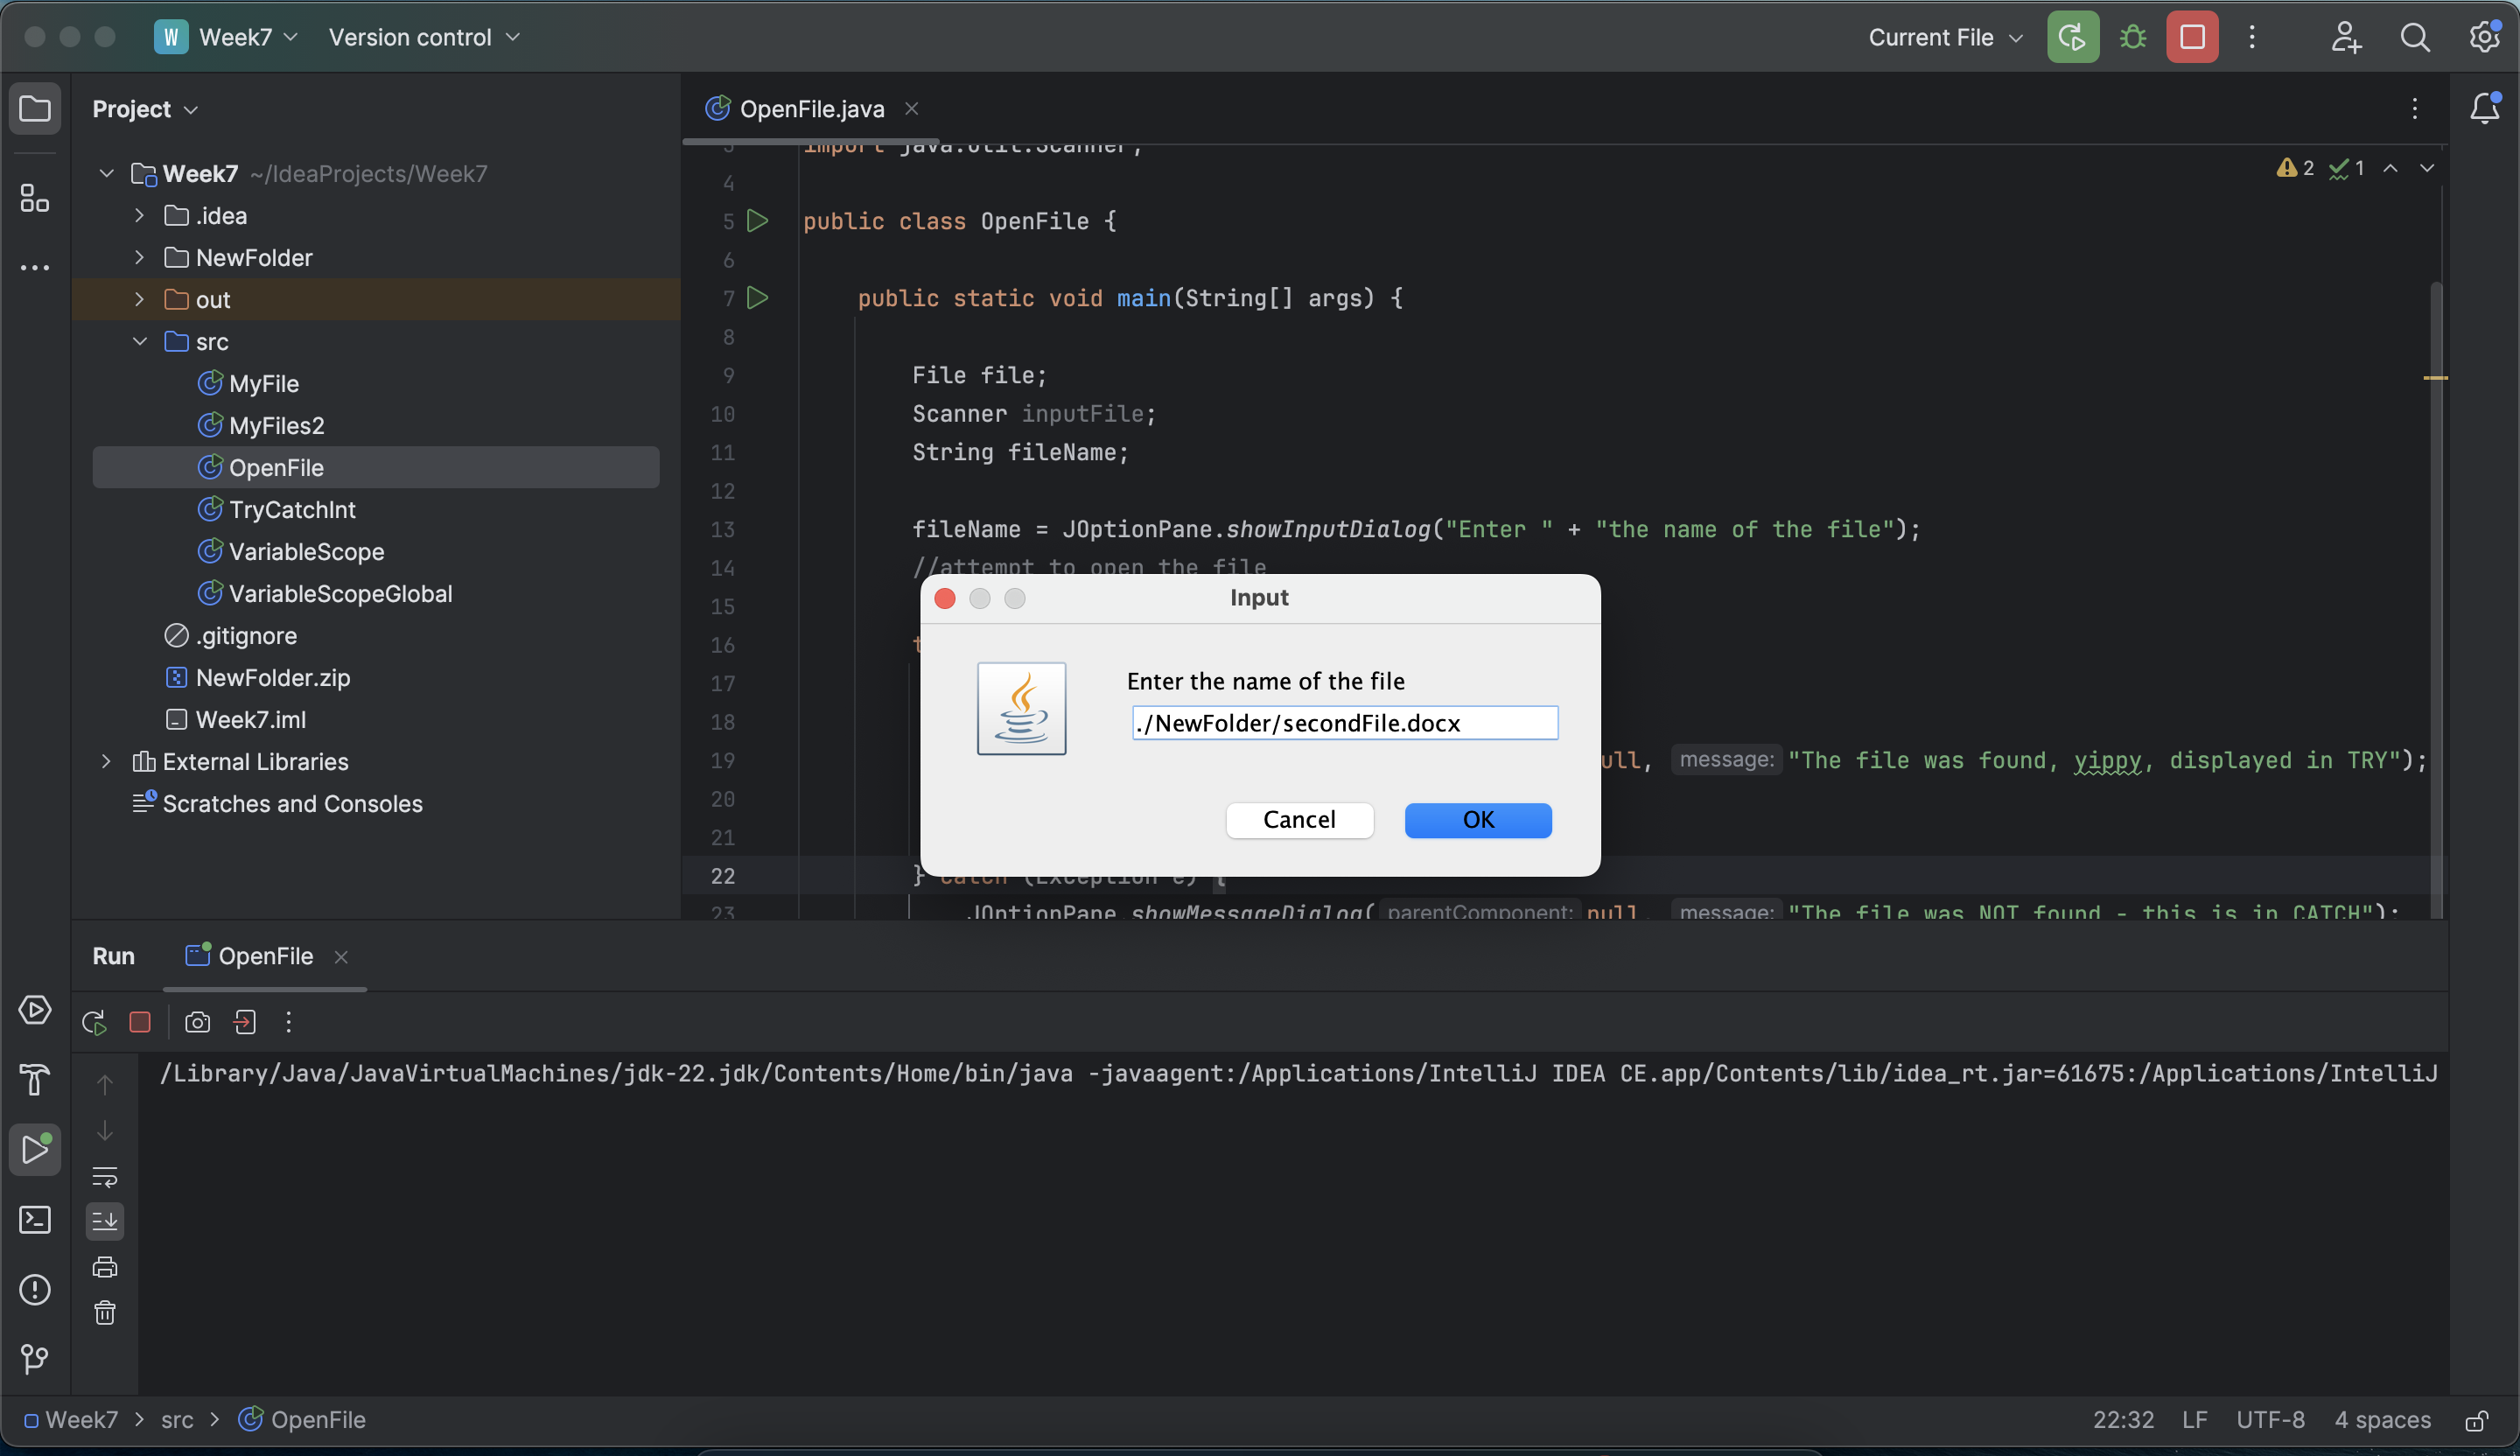 W Week7 Version control Current File
Project
OpenFile.java
Week7 ~/IdeaProjects/Week7
.idea
NewFolder
out
src
MyFile
MyFiles2
OpenFile
TryCatchInt
VariableScope
VariableScopeGlobal
.gitignore
NewFolder.zip
Week7.iml
External Libraries
Scratches and Consoles
2 1
3 import java.util.Scanner;
4
5 public class OpenFile {
6
7 public static void main(String[] args) {
8
9 File file;
10 Scanner inputFile;
11 String fileName;
12
13 fileName = JOptionPane.showInputDialog("Enter " + "the name of the file");
14 //attempt to open the file
15
16 t
17
18
19 ull, message: "The file was found, yippy, displayed in TRY");
20
21
22 } catch (Exception e) {
23 JOptionPane.showMessageDialog( parentComponent: null, message: "The file was NOT found - this is in CATCH");
Input
Enter the name of the file
./NewFolder/secondFile.docx
Cancel OK
Run OpenFile
/Library/Java/JavaVirtualMachines/jdk-22.jdk/Contents/Home/bin/java -javaagent:/Applications/IntelliJ IDEA CE.app/Contents/lib/idea_rt.jar=61675:/Applications/IntelliJ
Week7 > src > OpenFile 22:32 LF UTF-8 4 spaces